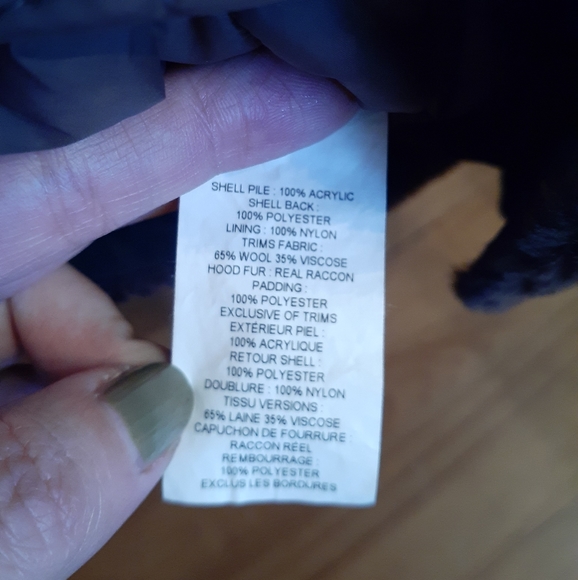 SHELL PILE : 100% ACRYLIC
SHELL BACK :
100% POLYESTER
LINING : 100% NYLON
TRIMS FABRIC :
65% WOOL 35% VISCOSE
HOOD FUR : REAL RACCON
PADDING :
100% POLYESTER
EXCLUSIVE OF TRIMS
EXTÉRIEUR PIEL :
100% ACRYLIQUE
RETOUR SHELL :
100% POLYESTER
DOUBLURE : 100% NYLON
TISSU VERSIONS :
65% LAINE 35% VISCOSE
CAPUCHON DE FOURRURE :
RACCON RÉEL
REMBOURRAGE :
100% POLYESTER
EXCLUS LES BORDURES